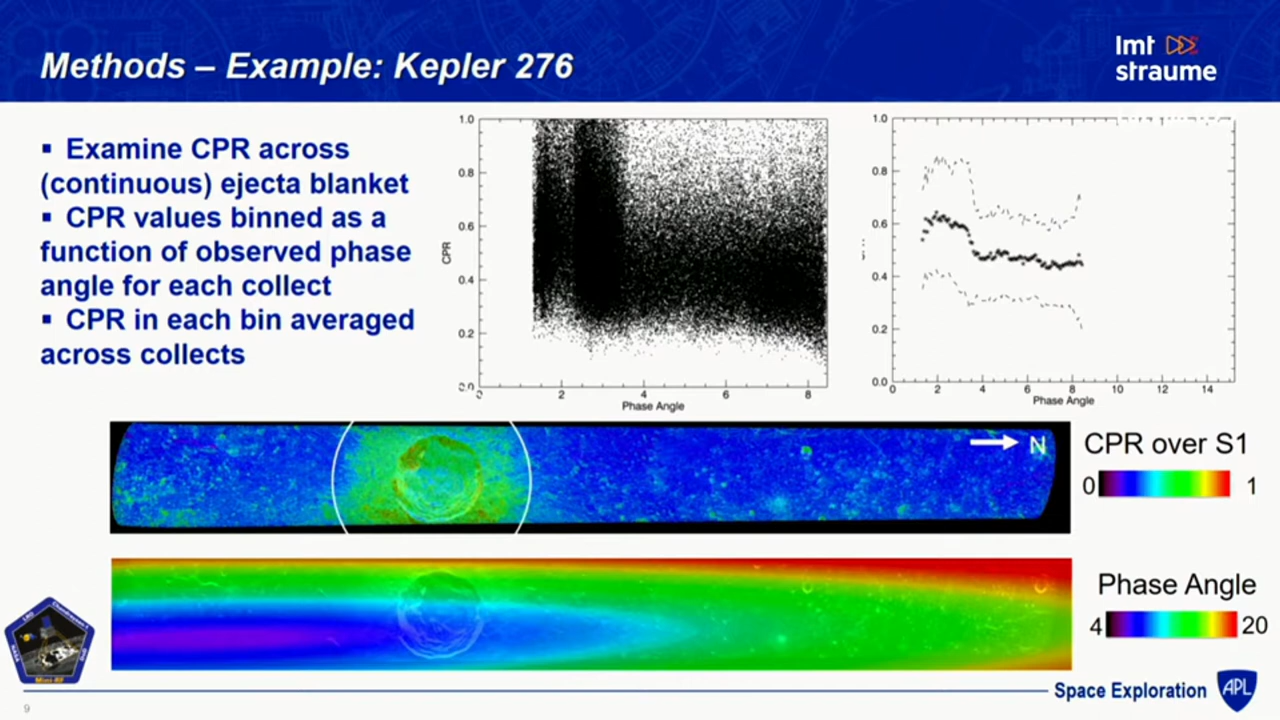 Methods – Example: Kepler 276
lmt
straume
▪ Examine CPR across
(continuous) ejecta blanket
▪ CPR values binned as a
function of observed phase
angle for each collect
▪ CPR in each bin averaged
across collects
1.0
0.8
0.6
0.4
0.2
0.0
CPR
0 2 4 6 8
Phase Angle
1.0
0.8
0.6
0.4
0.2
0.0
0 2 4 6 8 10 12 14
Phase Angle
N
CPR over S1
0 1
Phase Angle
4 20
Mini-RF
Space Exploration
APL
9